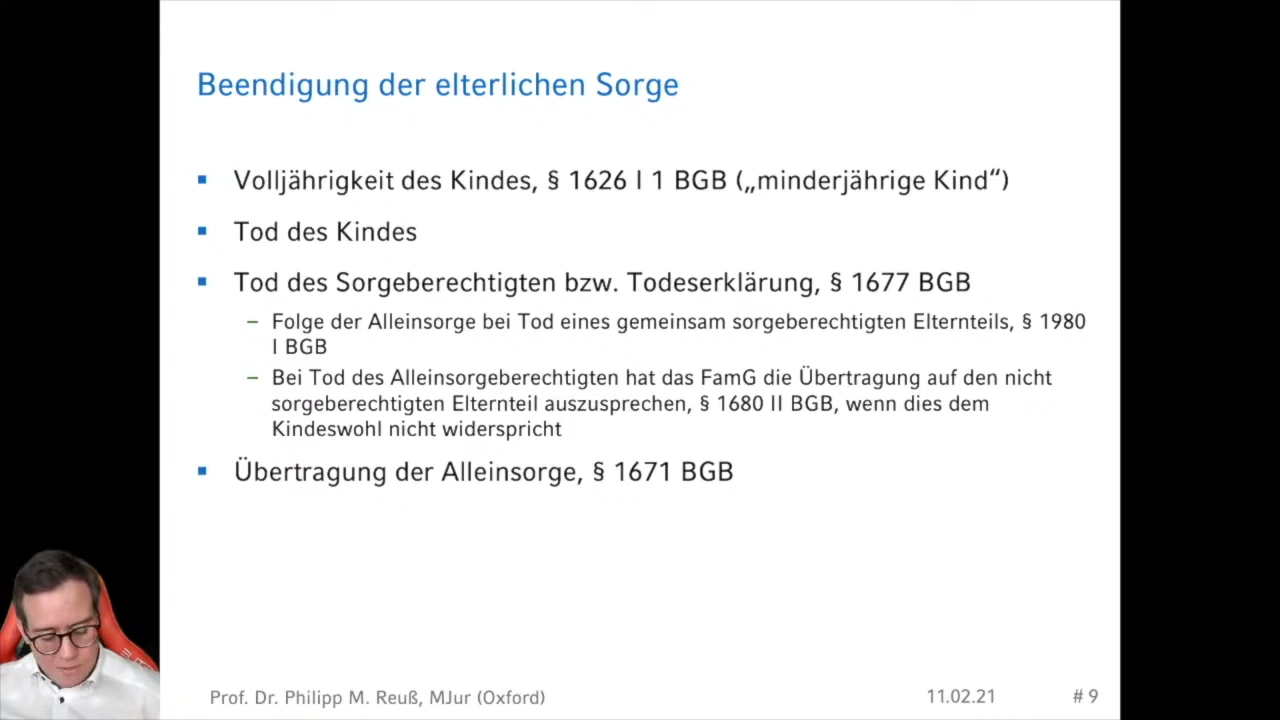 Beendigung der elterlichen Sorge
▪ Volljährigkeit des Kindes, § 1626 I 1 BGB („minderjährige Kind“)
▪ Tod des Kindes
▪ Tod des Sorgeberechtigten bzw. Todeserklärung, § 1677 BGB
– Folge der Alleinsorge bei Tod eines gemeinsam sorgeberechtigten Elternteils, § 1980
I BGB
– Bei Tod des Alleinsorgeberechtigten hat das FamG die Übertragung auf den nicht
sorgeberechtigten Elternteil auszusprechen, § 1680 II BGB, wenn dies dem
Kindeswohl nicht widerspricht
▪ Übertragung der Alleinsorge, § 1671 BGB
Prof. Dr. Philipp M. Reuß, MJur (Oxford)
11.02.21
# 9